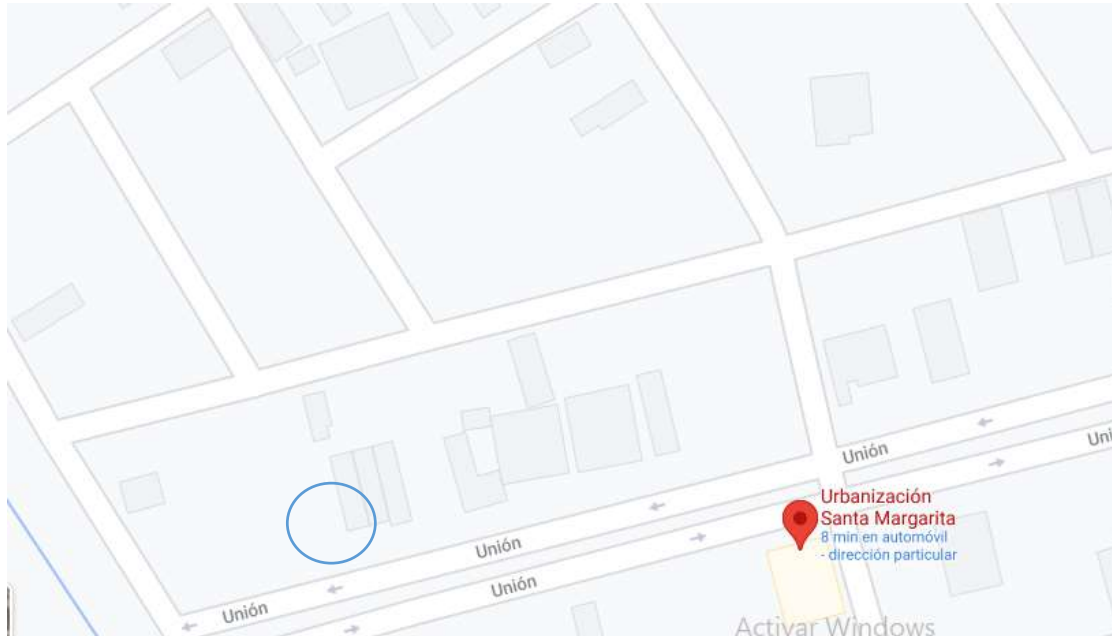 Unión
Uni
Urbanización
Santa Margarita
8 min en automóvil
- dirección particular
Unión
Unión
Unión
Activar Windows